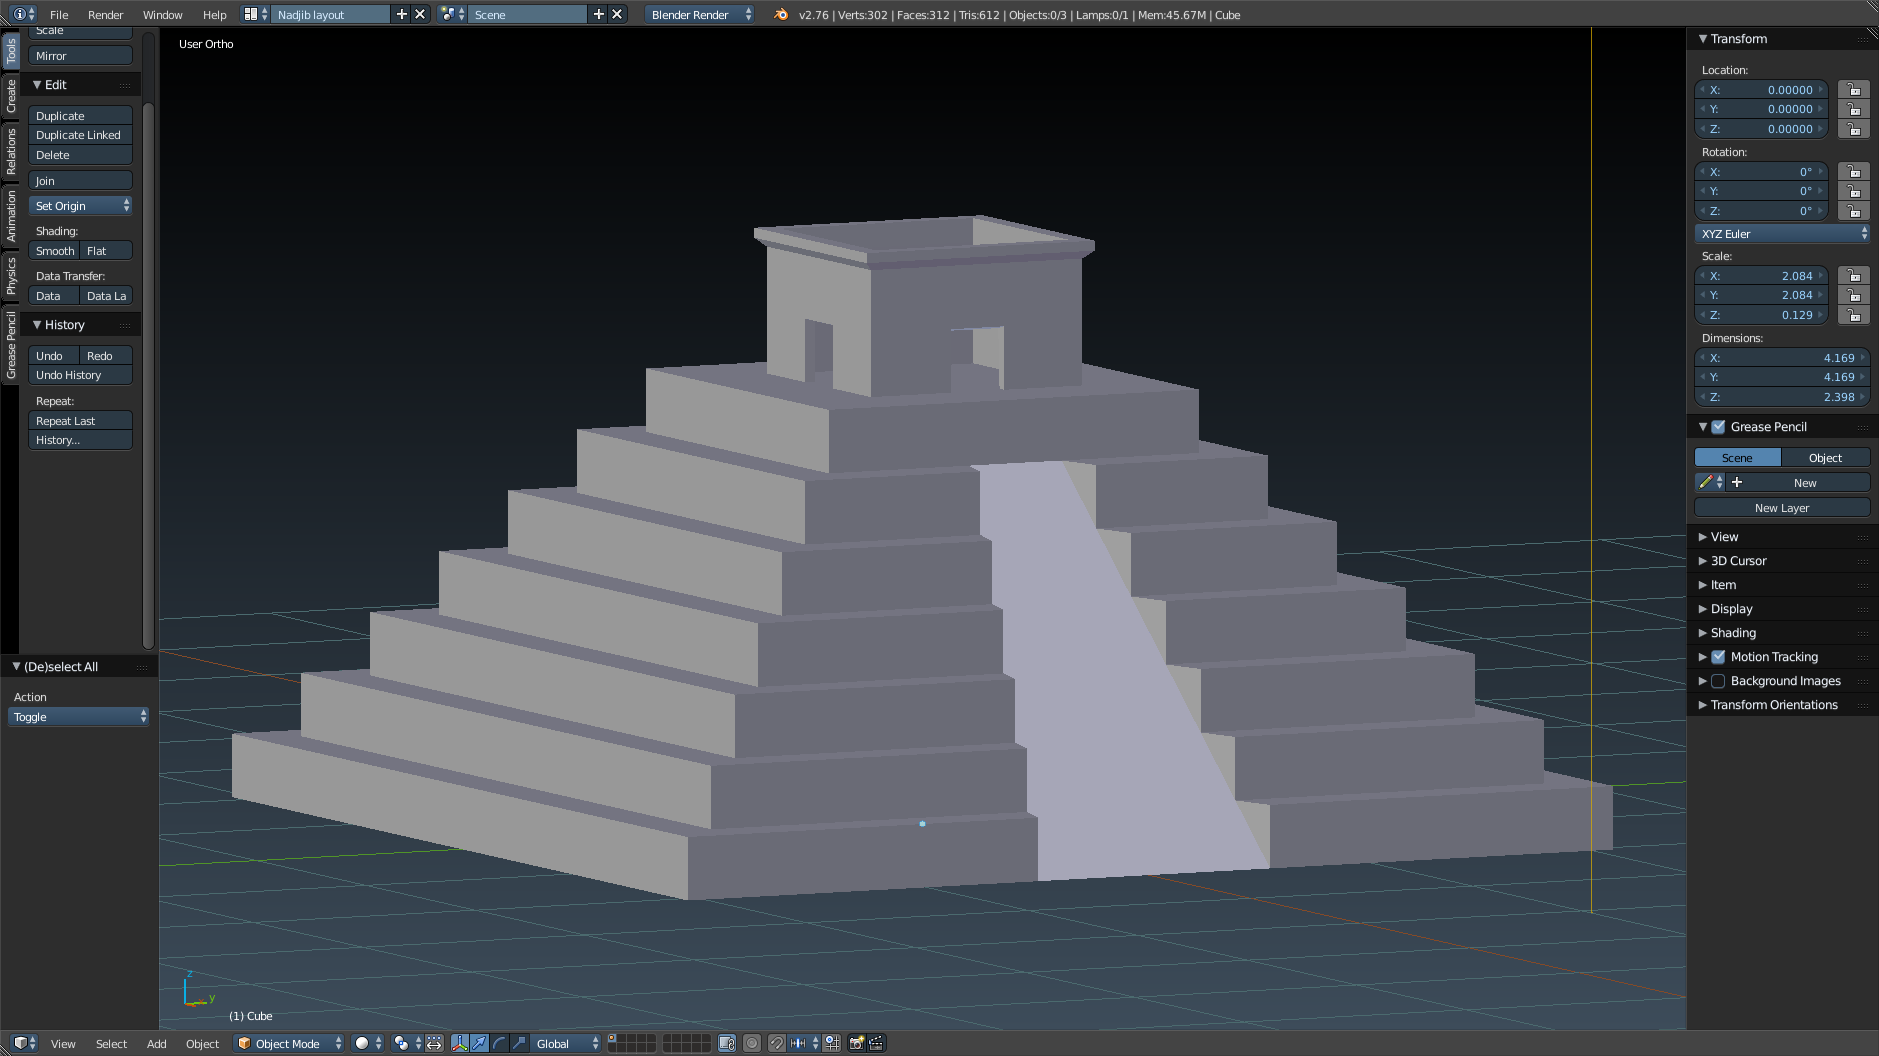 File Render Window Help Nadjib layout Scene Blender Render v2.76 | Verts:302 | Faces:312 | Tris:612 | Objects:0/3 | Lamps:0/1 | Mem:45.67M | Cube
Tools
Create
Relations
Animation
Physics
Grease Pencil
Scale
Mirror
Edit
Duplicate
Duplicate Linked
Delete
Join
Set Origin
Shading:
Smooth Flat
Data Transfer:
Data Data La
History
Undo Redo
Undo History
Repeat:
Repeat Last
History...
(De)select All
Action
Toggle
User Ortho
z
y
(1) Cube
Transform
Location:
X: 0.00000
Y: 0.00000
Z: 0.00000
Rotation:
X: 0°
Y: 0°
Z: 0°
XYZ Euler
Scale:
X: 2.084
Y: 2.084
Z: 0.129
Dimensions:
X: 4.169
Y: 4.169
Z: 2.398
Grease Pencil
Scene Object
New
New Layer
View
3D Cursor
Item
Display
Shading
Motion Tracking
Background Images
Transform Orientations
View Select Add Object Object Mode Global